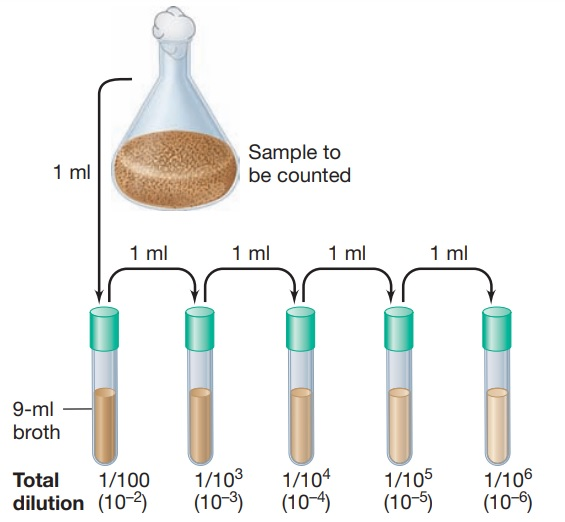 Sample to
be counted
1 ml
1 ml 1 ml 1 ml 1 ml
9-ml
broth
Total 1/100 1/10³ 1/10⁴ 1/10⁵ 1/10⁶
dilution (10⁻²) (10⁻³) (10⁻⁴) (10⁻⁵) (10⁻⁶)